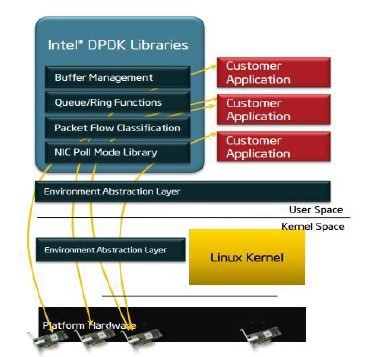 Intel® DPDK Libraries
Buffer Management
Queue/Ring Functions
Packet Flow Classification
NIC Poll Mode Library
Customer
Application
Customer
Application
Customer
Application
Environment Abstraction Layer
User Space
Kernel Space
Environment Abstraction Layer
Linux Kernel
Platform Hardware